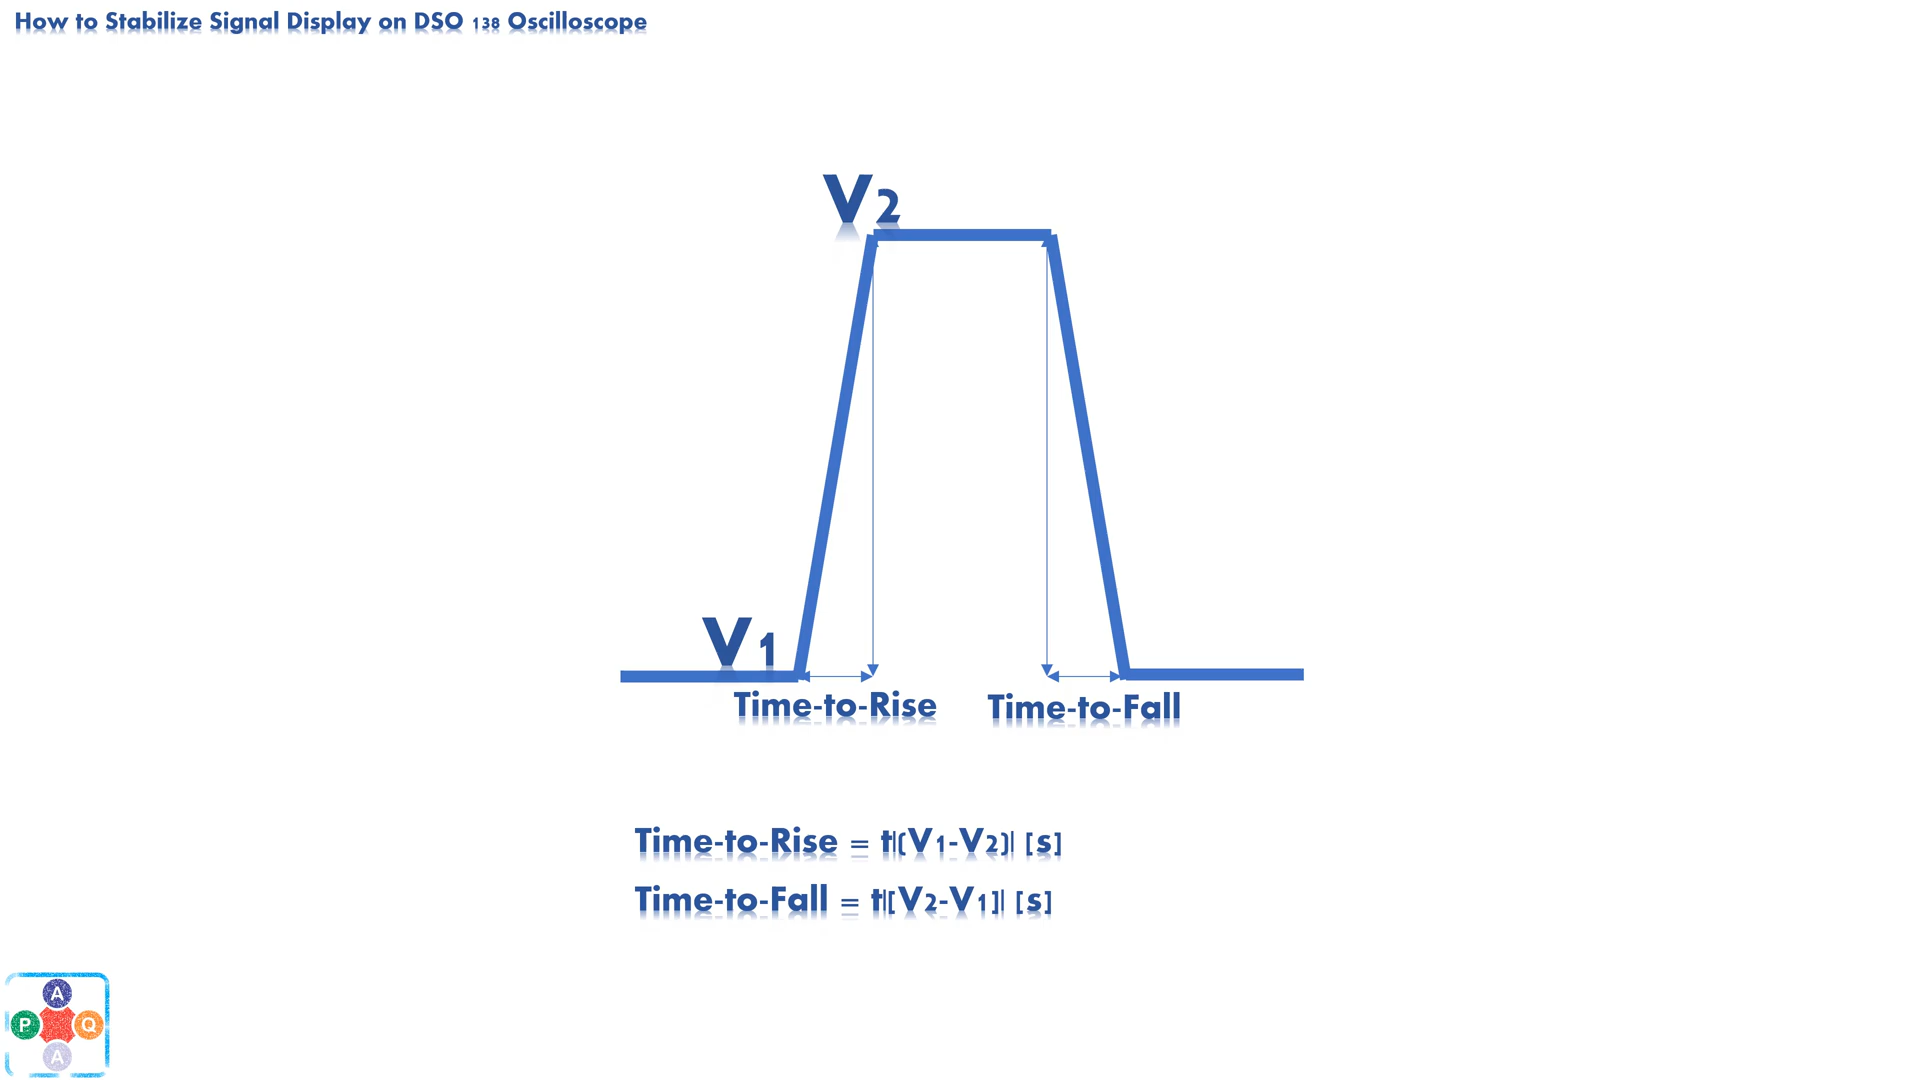 How to Stabilize Signal Display on DSO 138 Oscilloscope
V2
V1
Time-to-Rise Time-to-Fall
Time-to-Rise = t|(V1-V2)| [s]
Time-to-Fall = t|[V2-V1]| [s]
A
P Q
A